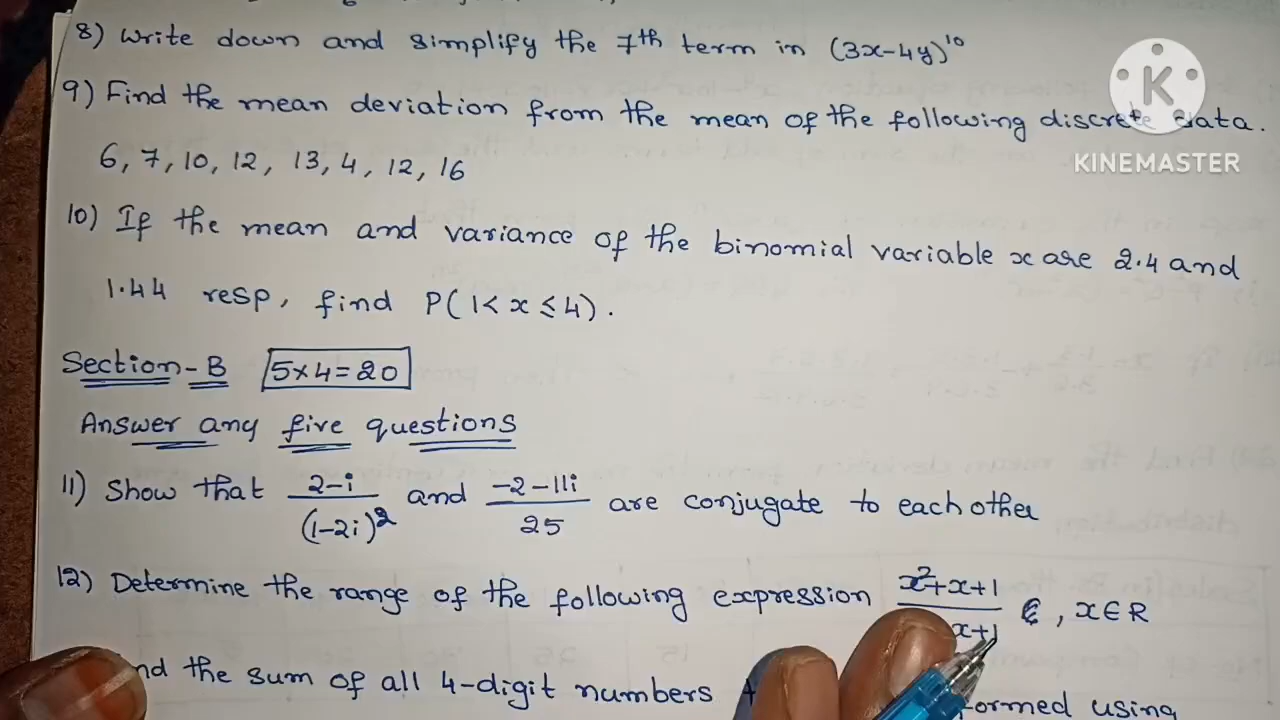 8) Write down and simplify the 7th term in (3x-4y)¹⁰
K
KINEMASTER
9) Find the mean deviation from the mean of the following discrete data.
6, 7, 10, 12, 13, 4, 12, 16
10) If the mean and variance of the binomial variable x are 2.4 and
1.44 resp, find P(1< x ≤4).
Section-B 5×4=20
Answer any five questions
11) Show that (2-i)/(1-2i)² and (-2-11i)/25 are conjugate to each other
12) Determine the range of the following expression x²+x+1 / x+1, x∈R
the sum of all 4-digit numbers using